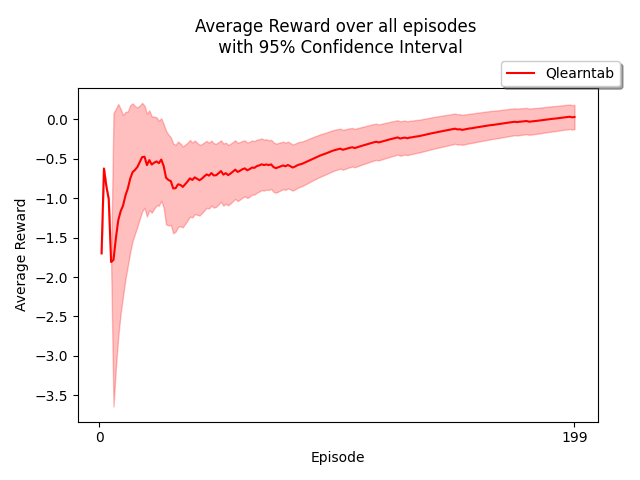 Average Reward over all episodes
with 95% Confidence Interval
Qlearntab
0.0
−0.5
−1.0
−1.5
−2.0
−2.5
−3.0
−3.5
Average Reward
0
199
Episode